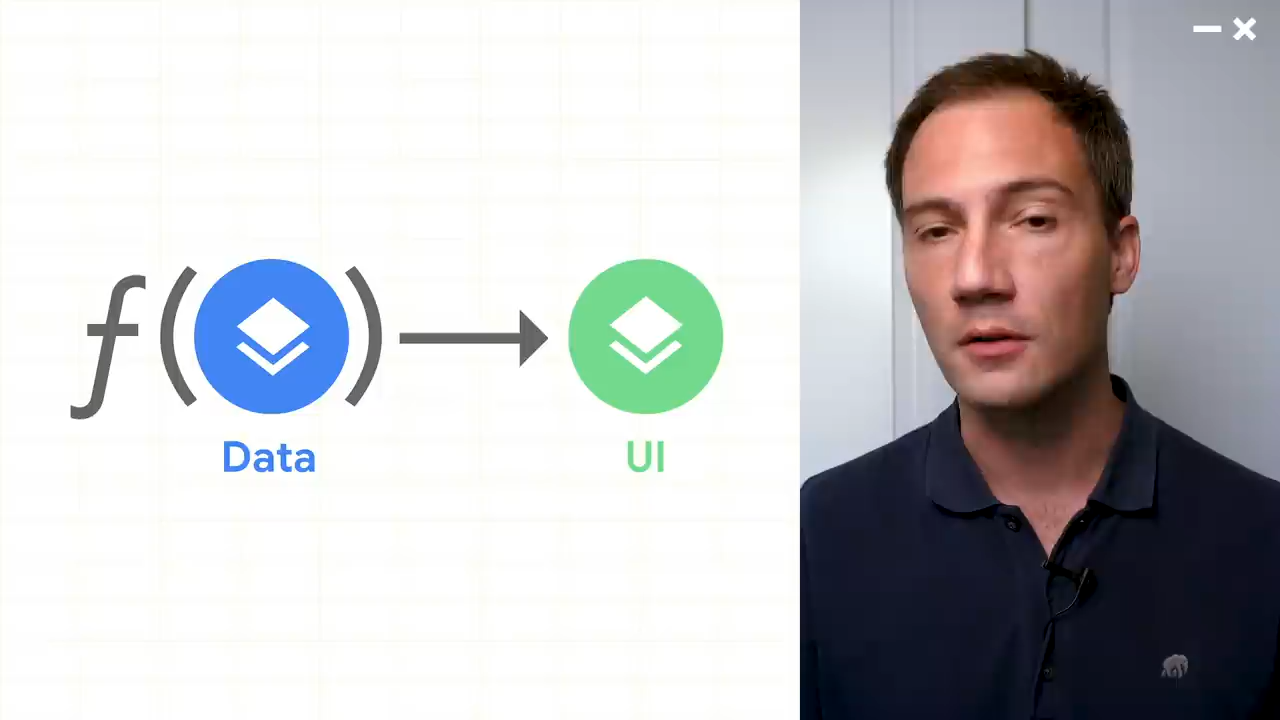 f( ) →
Data
UI